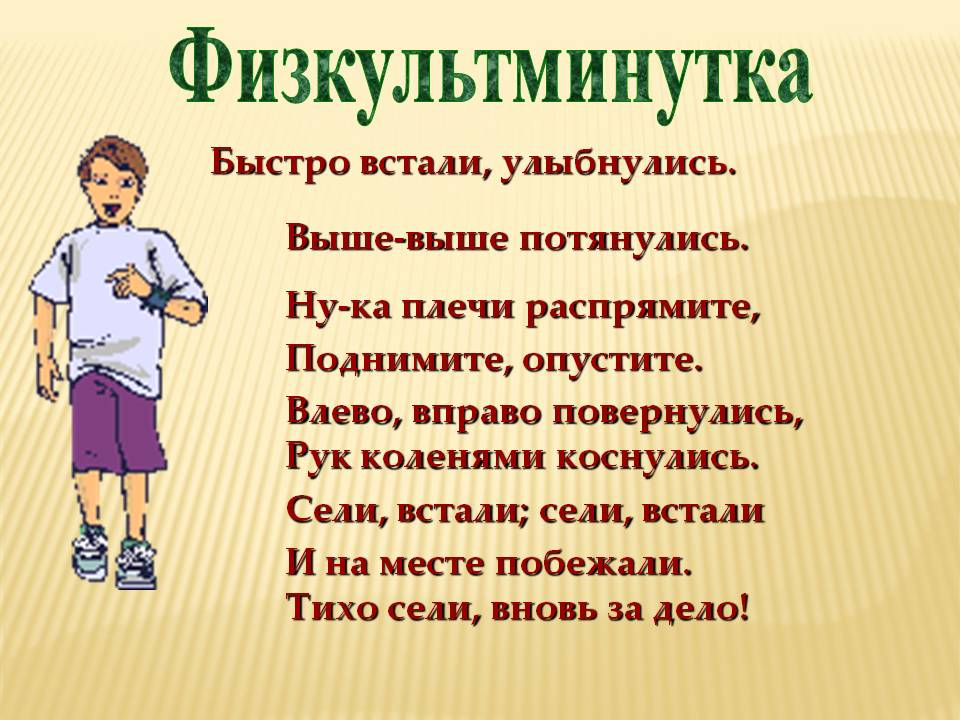 Физкультминутка
Быстро встали, улыбнулись.
Выше-выше потянулись.
Ну-ка плечи распрямите,
Поднимите, опустите.
Влево, вправо повернулись,
Рук коленями коснулись.
Сели, встали; сели, встали
И на месте побежали.
Тихо сели, вновь за дело!